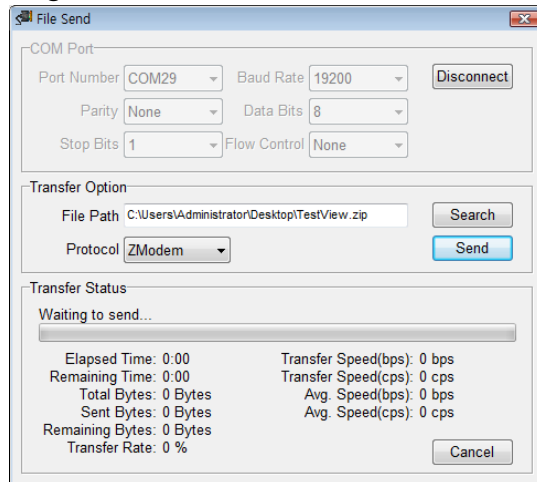 File Send
COM Port
Port Number COM29 Baud Rate 19200 Disconnect
Parity None Data Bits 8
Stop Bits 1 Flow Control None
Transfer Option
File Path C:\Users\Administrator\Desktop\TestView.zip Search
Protocol ZModem Send
Transfer Status
Waiting to send...
Elapsed Time: 0:00 Transfer Speed(bps): 0 bps
Remaining Time: 0:00 Transfer Speed(cps): 0 cps
Total Bytes: 0 Bytes Avg. Speed(bps): 0 bps
Sent Bytes: 0 Bytes Avg. Speed(cps): 0 cps
Remaining Bytes: 0 Bytes
Transfer Rate: 0 % Cancel